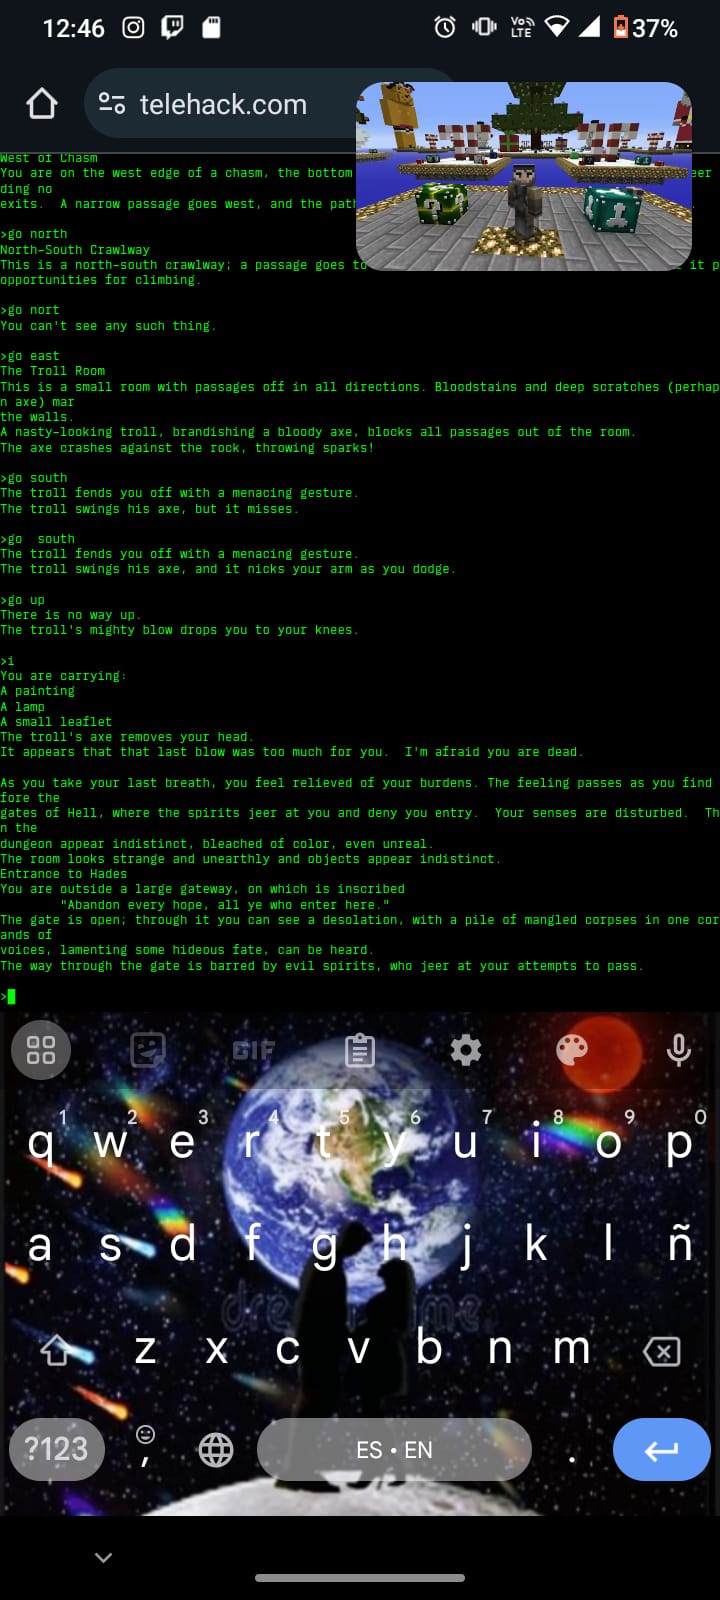 12:46
Vo)) LTE
37%
telehack.com
West of Chasm
You are on the west edge of a chasm, the bottom
eer
ding no
exits.  A narrow passage goes west, and the path
>go north
North-South Crawlway
This is a north-south crawlway; a passage goes to
it p
opportunities for climbing.
>go nort
You can't see any such thing.
>go east
The Troll Room
This is a small room with passages off in all directions. Bloodstains and deep scratches (perhap
n axe) mar
the walls.
A nasty-looking troll, brandishing a bloody axe, blocks all passages out of the room.
The axe crashes against the rock, throwing sparks!
>go south
The troll fends you off with a menacing gesture.
The troll swings his axe, but it misses.
>go  south
The troll fends you off with a menacing gesture.
The troll swings his axe, and it nicks your arm as you dodge.
>go up
There is no way up.
The troll's mighty blow drops you to your knees.
>i
You are carrying:
A painting
A lamp
A small leaflet
The troll's axe removes your head.
It appears that that last blow was too much for you.  I'm afraid you are dead.
As you take your last breath, you feel relieved of your burdens. The feeling passes as you find
fore the
gates of Hell, where the spirits jeer at you and deny you entry.  Your senses are disturbed.  Th
n the
dungeon appear indistinct, bleached of color, even unreal.
The room looks strange and unearthly and objects appear indistinct.
Entrance to Hades
You are outside a large gateway, on which is inscribed
"Abandon every hope, all ye who enter here."
The gate is open; through it you can see a desolation, with a pile of mangled corpses in one cor
ands of
voices, lamenting some hideous fate, can be heard.
The way through the gate is barred by evil spirits, who jeer at your attempts to pass.
>
GIF
1 2 3 4 5 6 7 8 9 0
q w e r t y u i o p
a s d f g h j k l ñ
z x c v b n m
?123 , ES • EN .